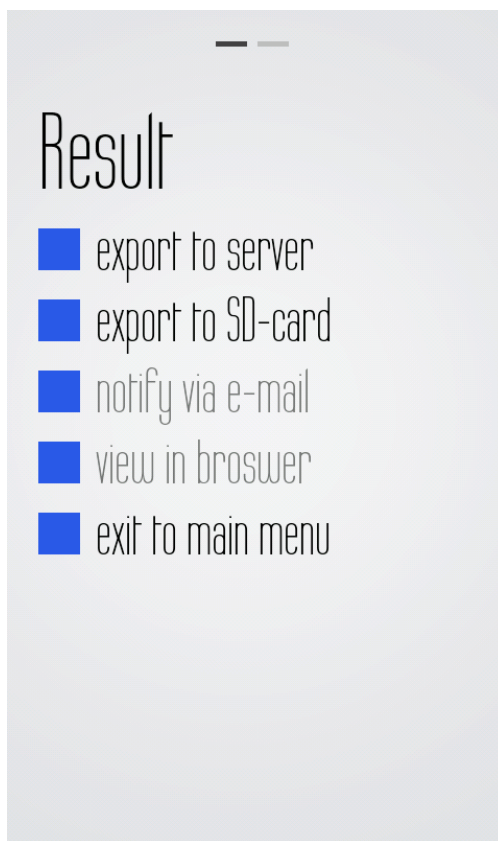 Result
export to server
export to SD-card
notify via e-mail
view in broswer
exit to main menu